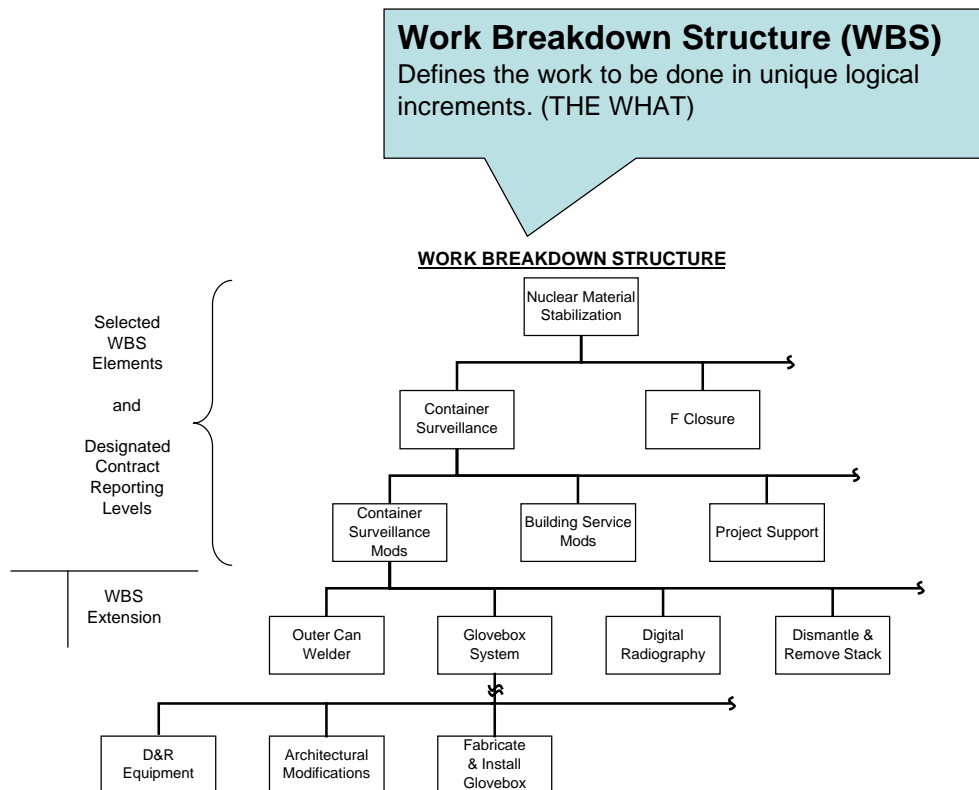 Work Breakdown Structure (WBS)
Defines the work to be done in unique logical
increments. (THE WHAT)
WORK BREAKDOWN STRUCTURE
Nuclear Material
Stabilization
Selected
WBS
Elements
and
Designated
Contract
Reporting
Levels
Container
Surveillance
F Closure
Container
Surveillance
Mods
Building Service
Mods
Project Support
WBS
Extension
Outer Can
Welder
Glovebox
System
Digital
Radiography
Dismantle &
Remove Stack
D&R
Equipment
Architectural
Modifications
Fabricate
& Install
Glovebox